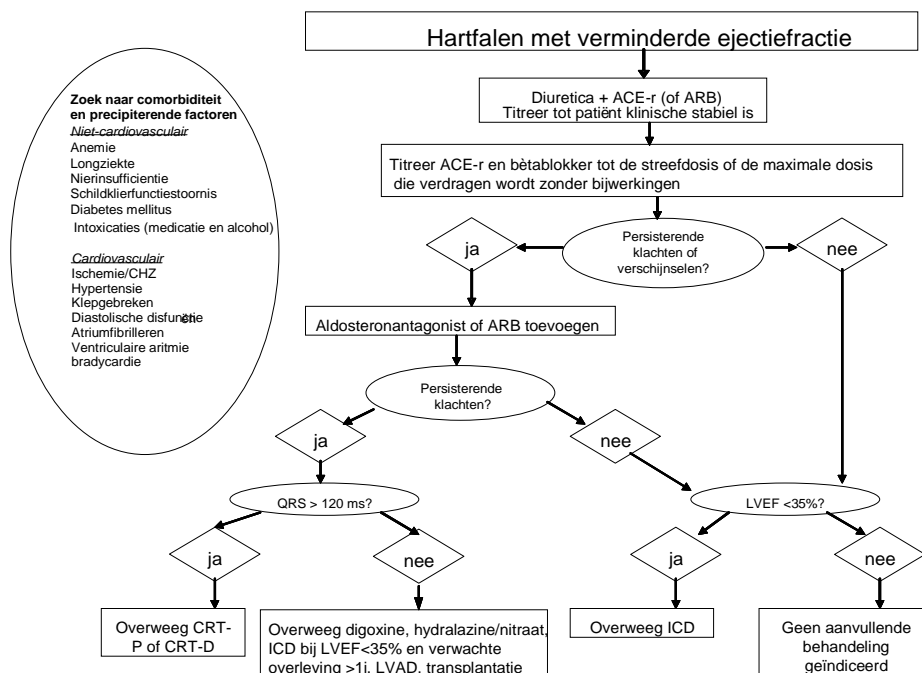 Hartfalen met verminderde ejectiefractie
Diuretica + ACE-r (of ARB)
Titreer tot patiënt klinische stabiel is
Titreer ACE-r en bètablokker tot de streefdosis of de maximale dosis
die verdragen wordt zonder bijwerkingen
Persisterende
klachten of
verschijnselen?
ja
nee
Aldosteronantagonist of ARB toevoegen
Persisterende
klachten?
ja
nee
QRS > 120 ms?
LVEF <35%?
ja
nee
ja
nee
Overweeg CRT-
P of CRT-D
Overweeg digoxine, hydralazine/nitraat,
ICD bij LVEF<35% en verwachte
overleving >1j, LVAD, transplantatie
Overweeg ICD
Geen aanvullende
behandeling
geïndiceerd
Zoek naar comorbiditeit
en precipiterende factoren
Niet-cardiovasculair
Anemie
Longziekte
Nierinsufficientie
Schildklierfunctiestoornis
Diabetes mellitus
Intoxicaties (medicatie en alcohol)
Cardiovasculair
Ischemie/CHZ
Hypertensie
Klepgebreken
Diastolische
Atriumfibrilleren
Ventriculaire aritmie
bradycardie